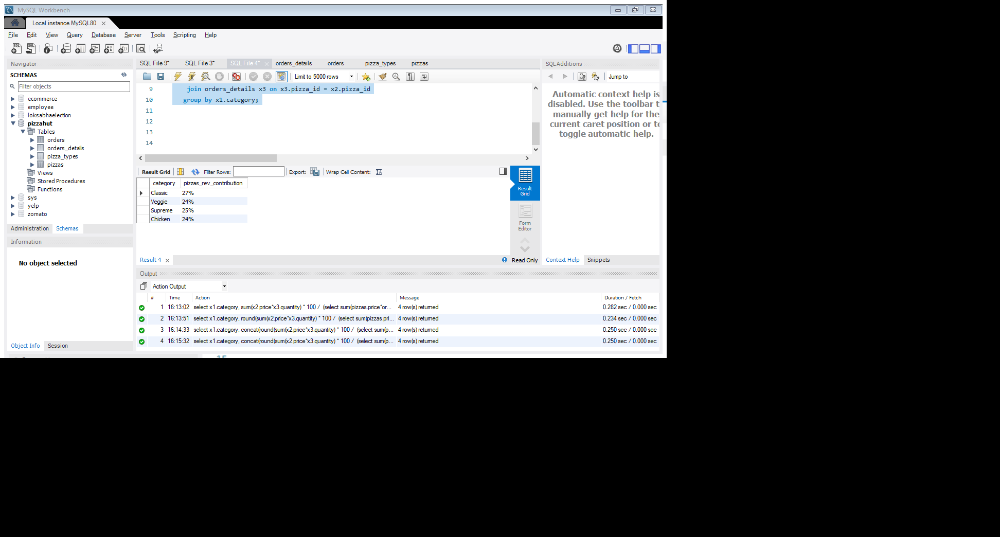 MySQL Workbench
Local instance MySQL80
File Edit View Query Database Server Tools Scripting Help
Navigator
SCHEMAS
Filter objects
ecommerce
employee
loksabhaelection
pizzahut
Tables
orders
orders_details
pizza_types
pizzas
Views
Stored Procedures
Functions
sys
yelp
zomato
Administration Schemas
Information
No object selected
Object Info Session
SQL File 9* SQL File 3* SQL File 4* orders_details orders pizza_types pizzas
Limit to 5000 rows
9 join orders_details x3 on x3.pizza_id = x2.pizza_id
10 group by x1.category;
11
12
13
14
Result Grid Filter Rows: Export: Wrap Cell Content:
category pizzas_rev_contribution
Classic 27%
Veggie 24%
Supreme 25%
Chicken 24%
Result Grid
Form Editor
Result 4 Read Only
SQLAdditions
Jump to
Automatic context help is
disabled. Use the toolbar t
manually get help for the
current caret position or to
toggle automatic help.
Context Help Snippets
Output
Action Output
# Time Action Message Duration / Fetch
1 16:13:02 select x1.category, sum(x2.price*x3.quantity) * 100 / (select sum(pizzas.price*or... 4 row(s) returned 0.282 sec / 0.000 sec
2 16:13:51 select x1.category, round(sum(x2.price*x3.quantity) * 100 / (select sum(pizzas.pri... 4 row(s) returned 0.234 sec / 0.000 sec
3 16:14:33 select x1.category, concat(round(sum(x2.price*x3.quantity) * 100 / (select sum(p... 4 row(s) returned 0.250 sec / 0.000 sec
4 16:15:32 select x1.category, concat(round(sum(x2.price*x3.quantity) * 100 / (select sum(p... 4 row(s) returned 0.250 sec / 0.000 sec